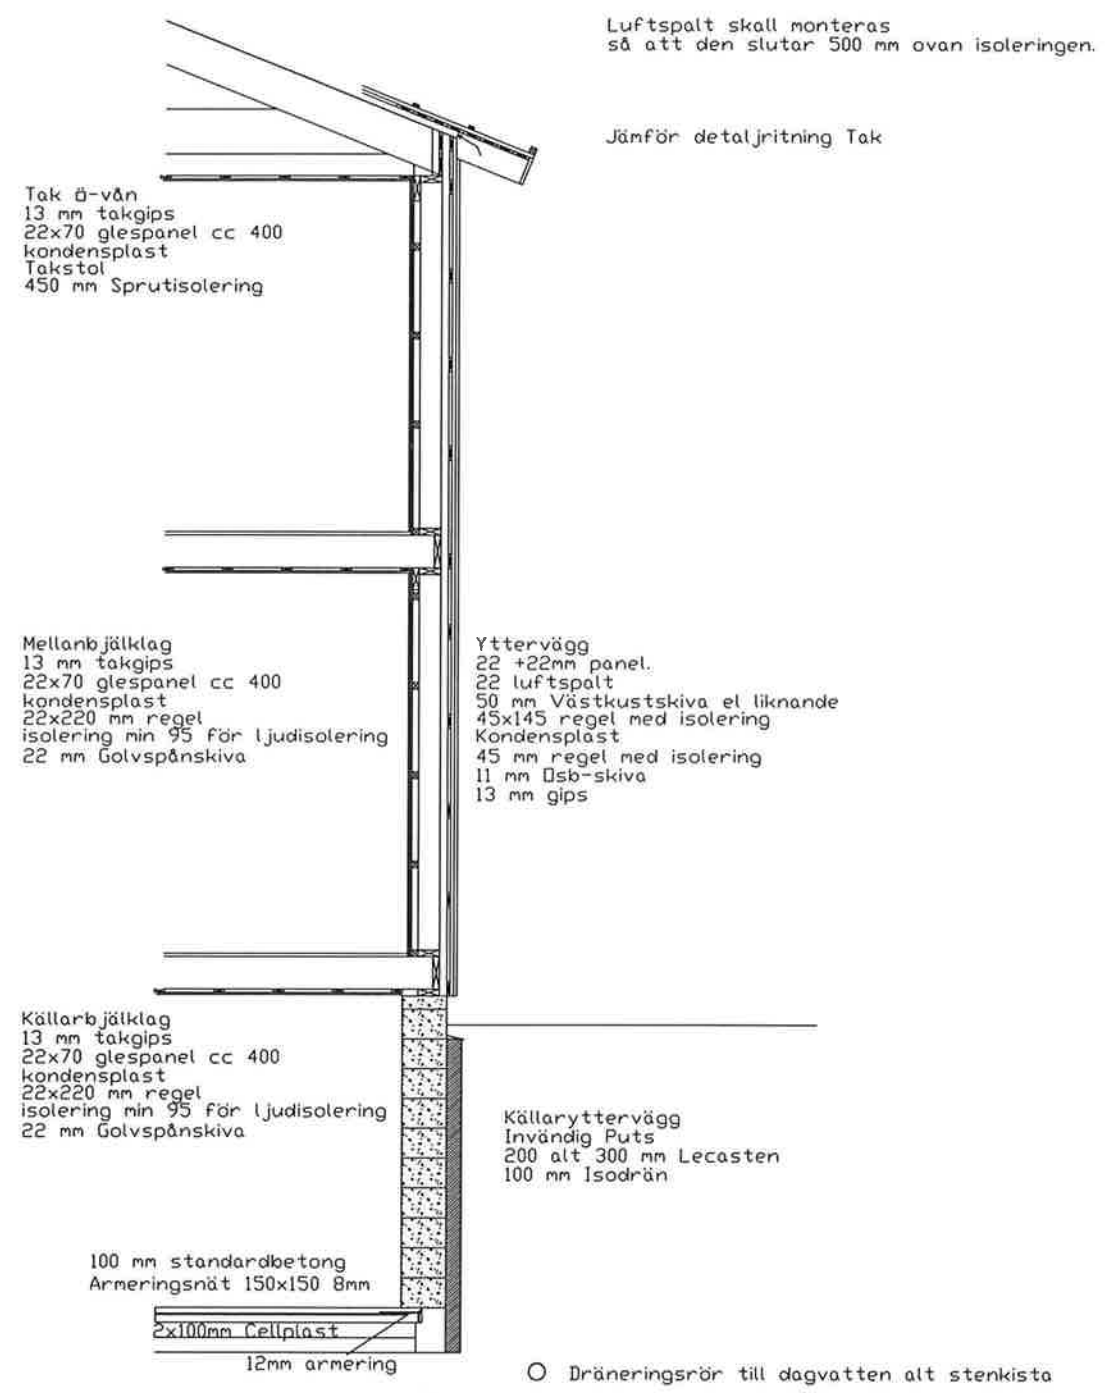 Luftspalt skall monteras
så att den slutar 500 mm ovan isoleringen.
Jämför detaljritning Tak
Tak ö-vån
13 mm takgips
22x70 glespanel cc 400
kondensplast
Takstol
450 mm Sprutisolering
Mellanbjälklag
13 mm takgips
22x70 glespanel cc 400
kondensplast
22x220 mm regel
isolering min 95 för ljudisolering
22 mm Golvspånskiva
Yttervägg
22 +22mm panel.
22 luftspalt
50 mm Västkustskiva el liknande
45x145 regel med isolering
Kondensplast
45 mm regel med isolering
11 mm Osb-skiva
13 mm gips
Källarbjälklag
13 mm takgips
22x70 glespanel cc 400
kondensplast
22x220 mm regel
isolering min 95 för ljudisolering
22 mm Golvspånskiva
Källaryttervägg
Invändig Puts
200 alt 300 mm Lecasten
100 mm Isodrän
100 mm standardbetong
Armeringsnät 150x150 8mm
2x100mm Cellplast
12mm armering
Dräneringsrör till dagvatten alt stenkista